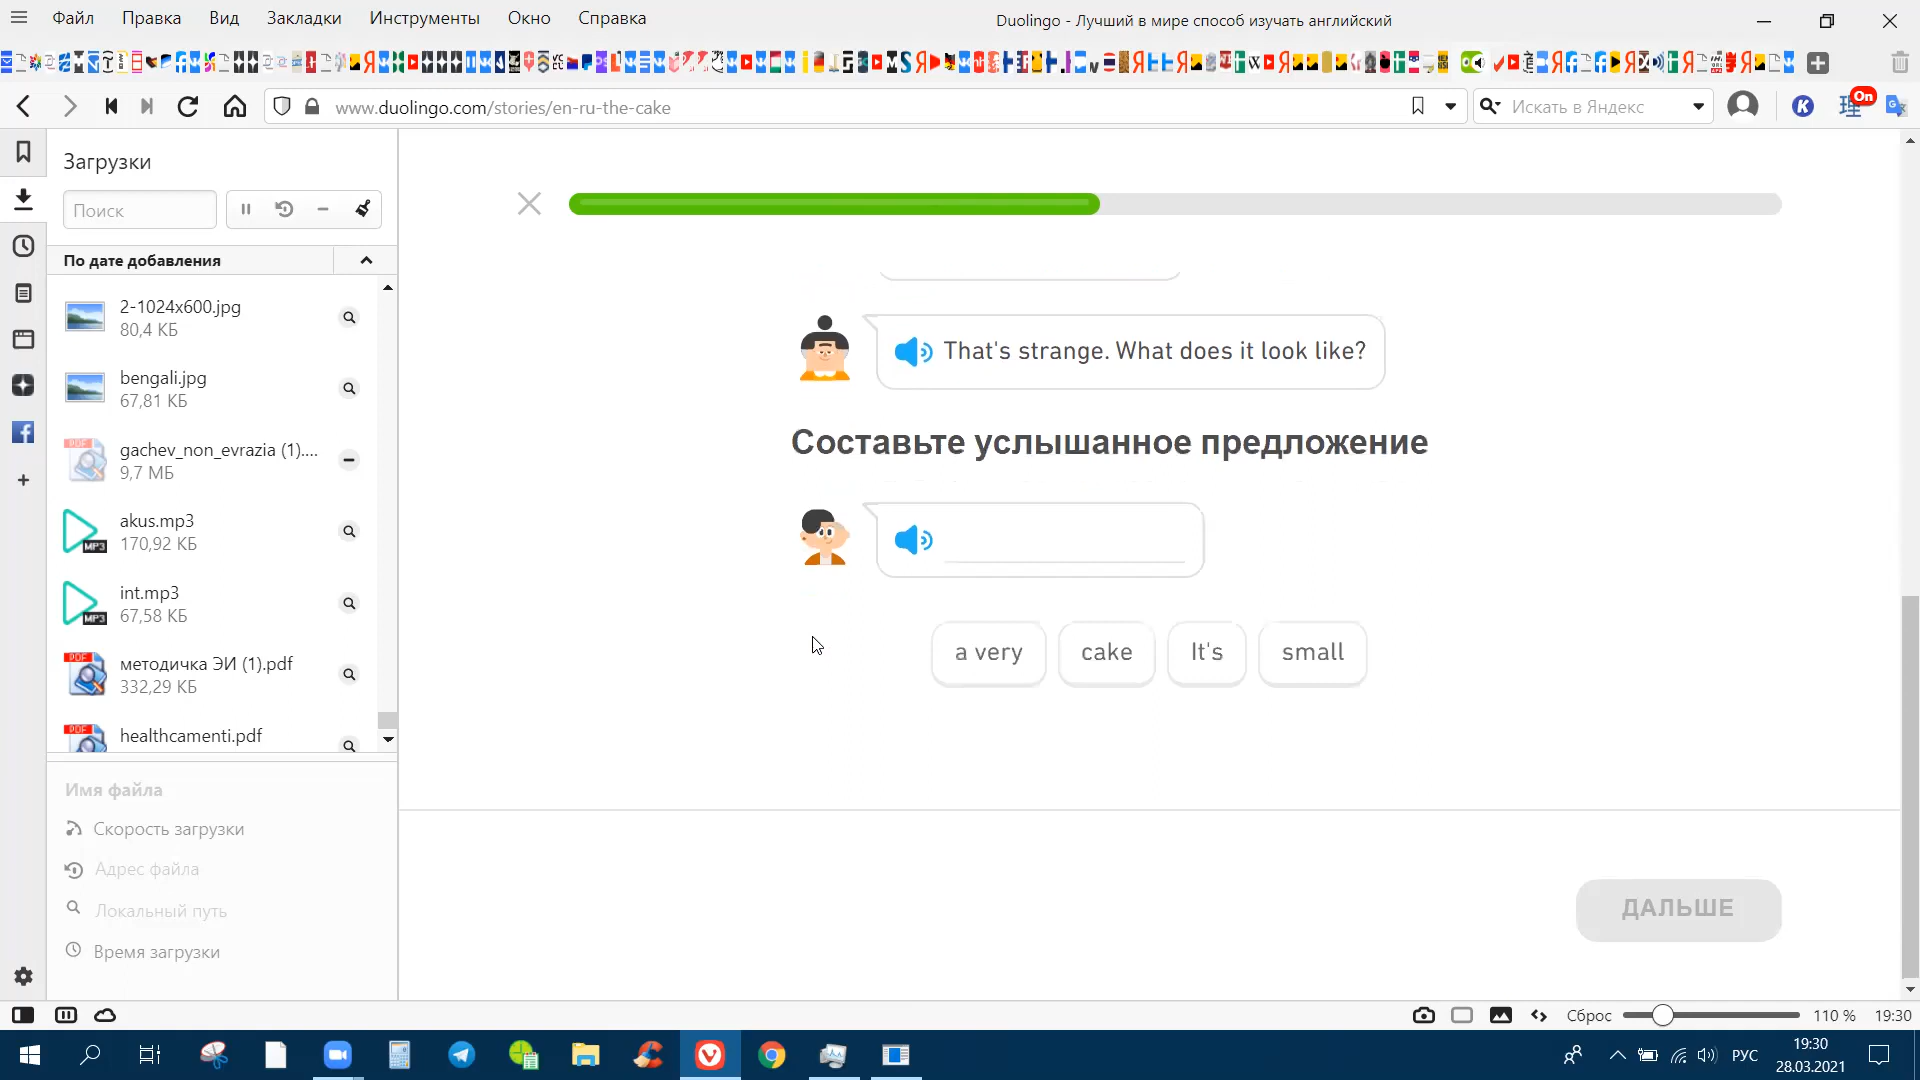 Файл Правка Вид Закладки Инструменты Окно Справка
Duolingo - Лучший в мире способ изучать английский
www.duolingo.com/stories/en-ru-the-cake
Искать в Яндекс
On
Загрузки
Поиск
По дате добавления
2-1024x600.jpg
80,4 КБ
bengali.jpg
67,81 КБ
gachev_non_evrazia (1)....
9,7 МБ
akus.mp3
170,92 КБ
int.mp3
67,58 КБ
методичка ЭИ (1).pdf
332,29 КБ
healthcamenti.pdf
Имя файла
Скорость загрузки
Адрес файла
Локальный путь
Время загрузки
That's strange. What does it look like?
Составьте услышанное предложение
a very cake It's small
ДАЛЬШЕ
Сброс 110 % 19:30
РУС
19:30
28.03.2021